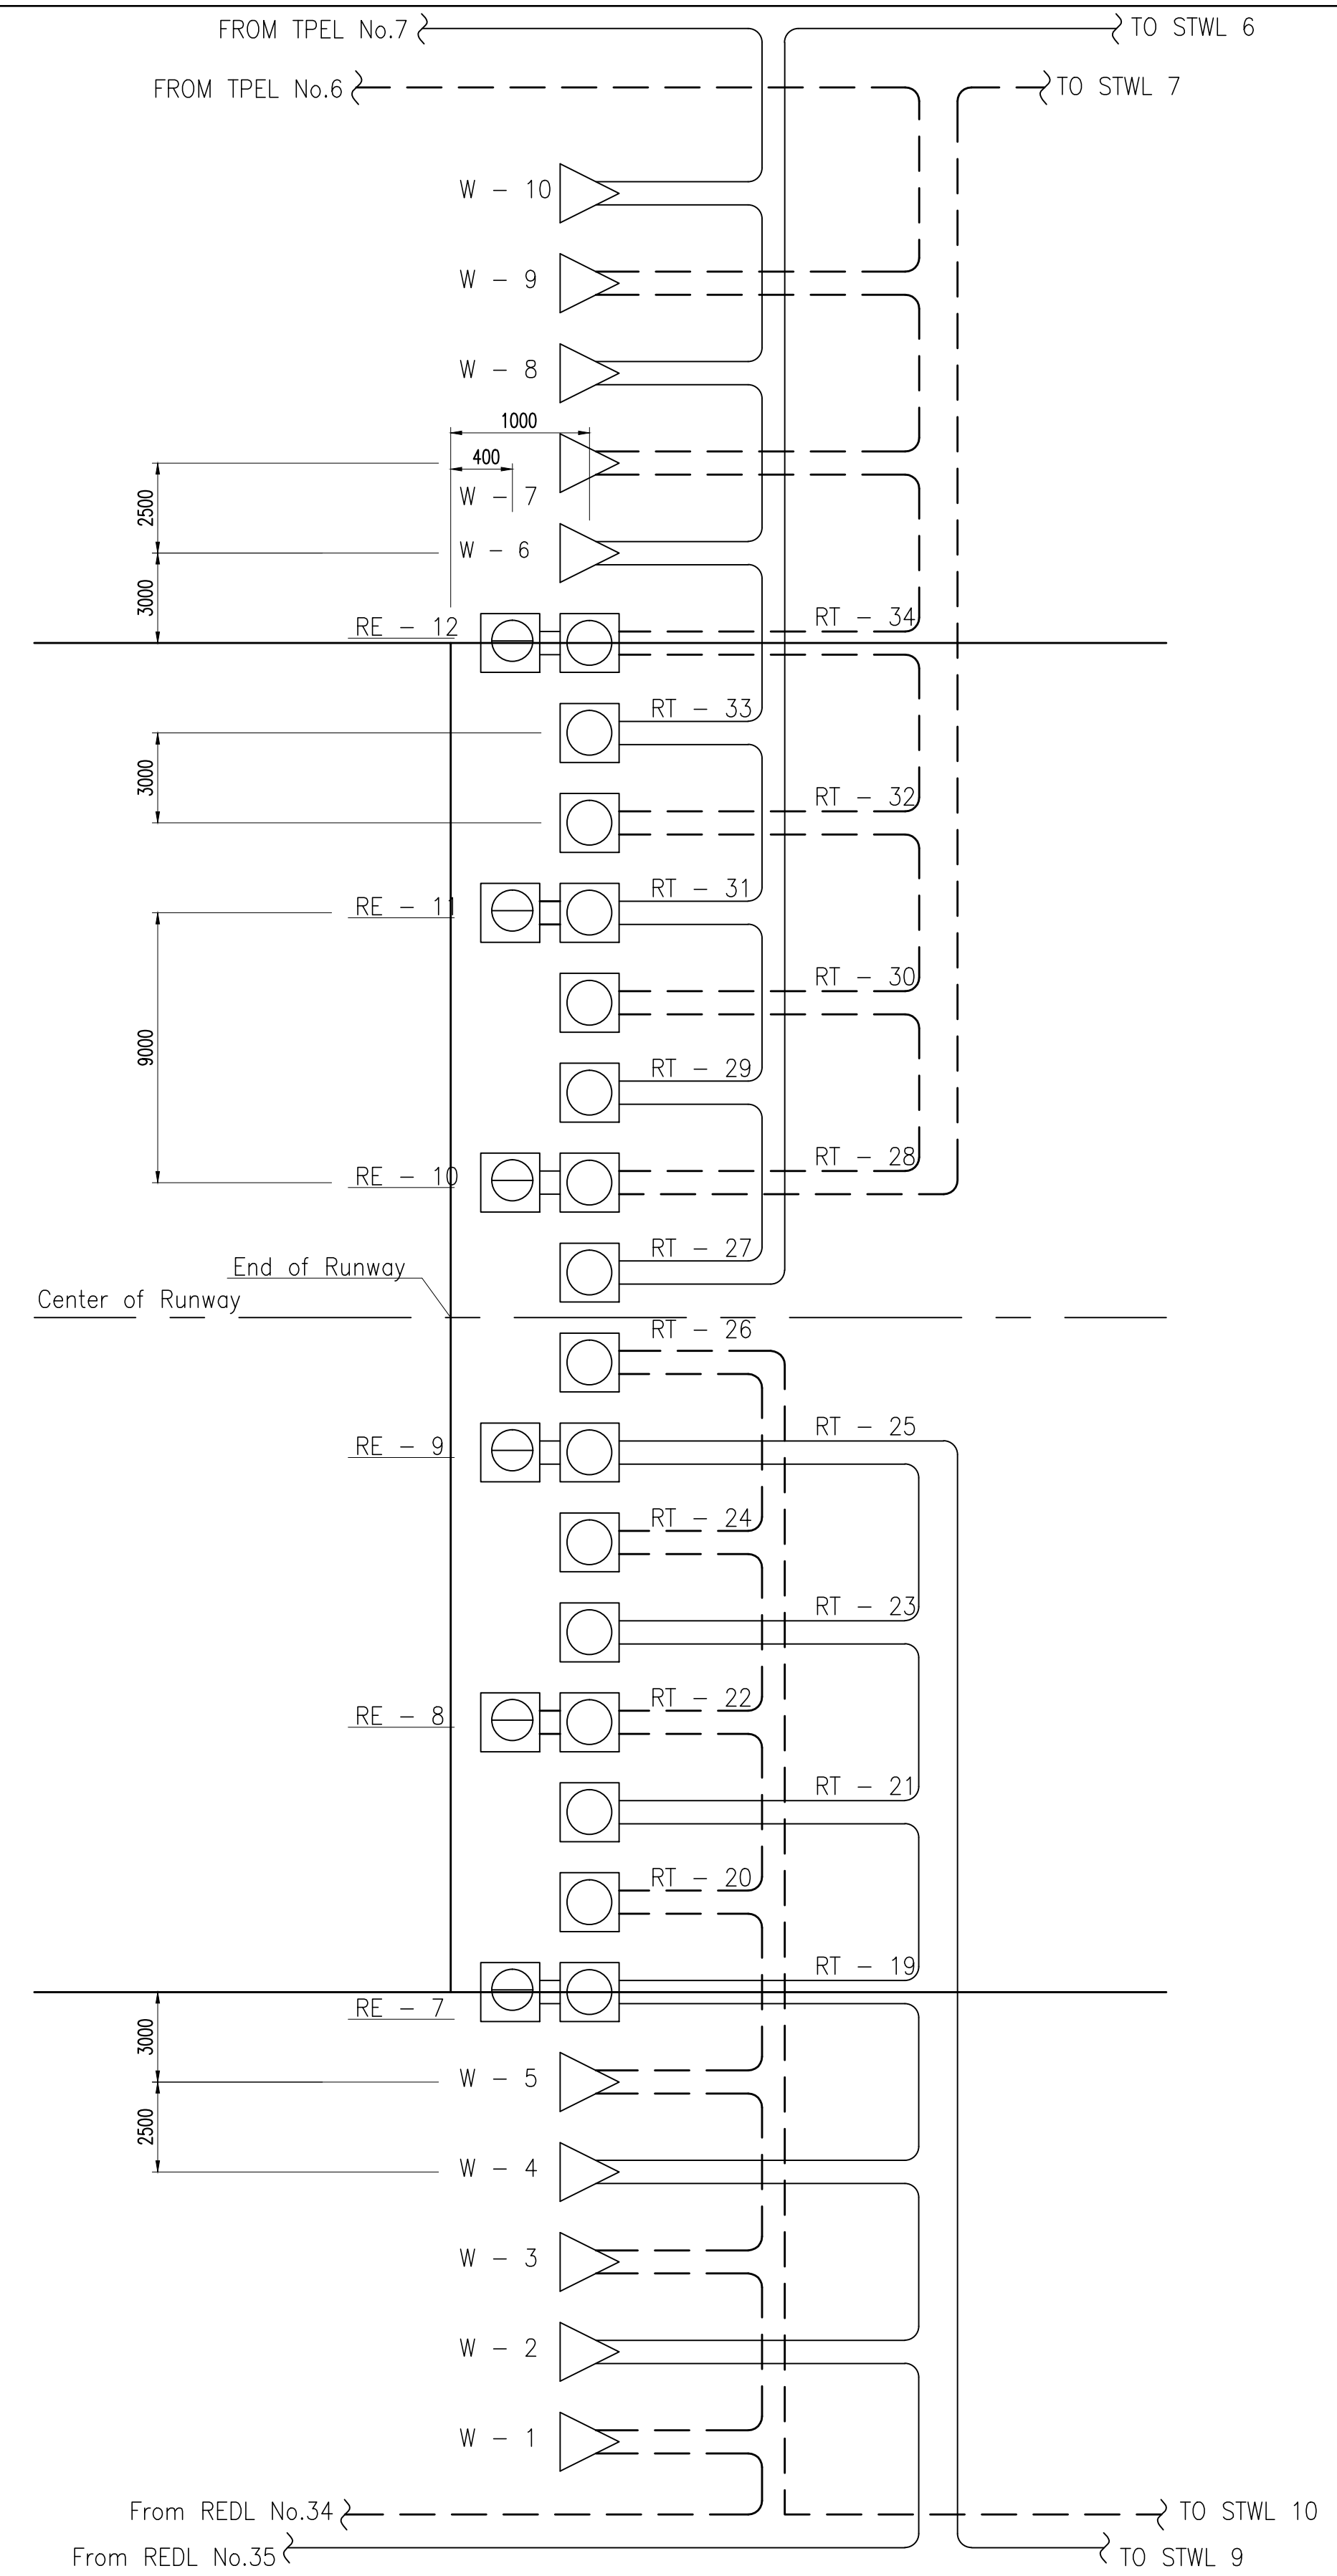 FROM TPEL No.7
TO STWL 6
FROM TPEL No.6
TO STWL 7
W - 10
W - 9
W - 8
1000
400
W - 7
2500
W - 6
3000
RE - 12
RT - 34
RT - 33
3000
RT - 32
RE - 11
RT - 31
RT - 30
9000
RT - 29
RE - 10
RT - 28
RT - 27
End of Runway
Center of Runway
RT - 26
RE - 9
RT - 25
RT - 24
RT - 23
RE - 8
RT - 22
RT - 21
RT - 20
RT - 19
RE - 7
3000
W - 5
2500
W - 4
W - 3
W - 2
W - 1
From REDL No.34
TO STWL 10
From REDL No.35
TO STWL 9